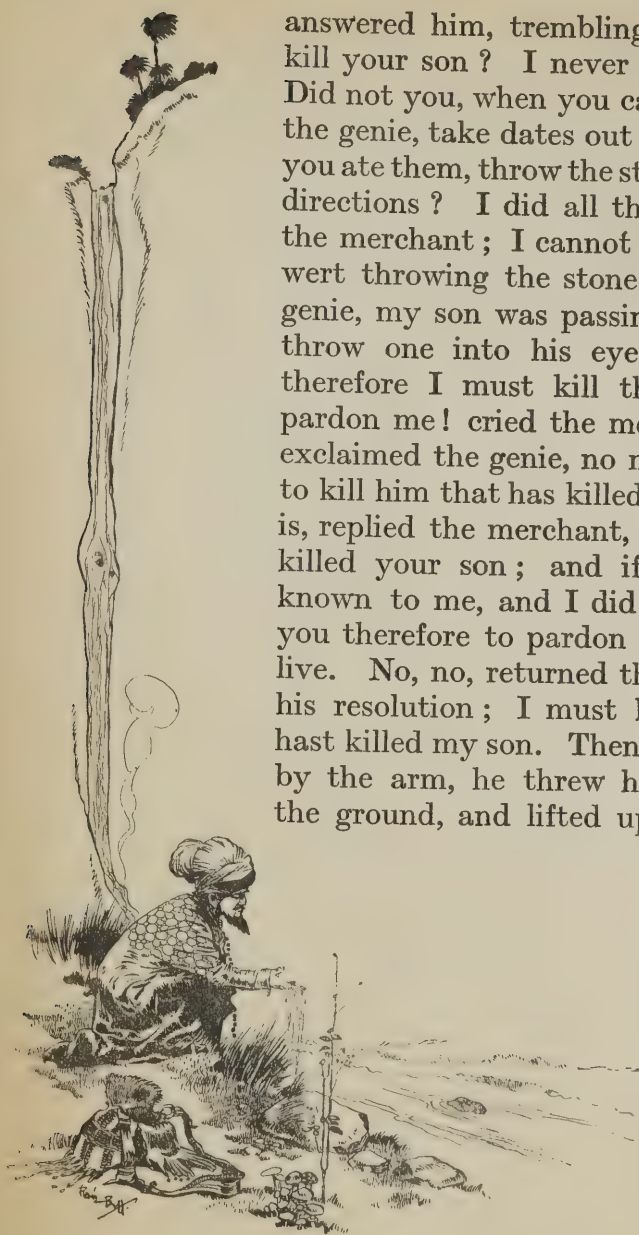 answered him, trembling
kill your son ? I never
Did not you, when you ca
the genie, take dates out
you ate them, throw the st
directions ? I did all th
the merchant ; I cannot
wert throwing the stone
genie, my son was passin
throw one into his eye
therefore I must kill th
pardon me ! cried the me
exclaimed the genie, no m
to kill him that has killed
is, replied the merchant,
killed your son ; and if
known to me, and I did
you therefore to pardon
live. No, no, returned th
his resolution ; I must k
hast killed my son. Then
by the arm, he threw h
the ground, and lifted up